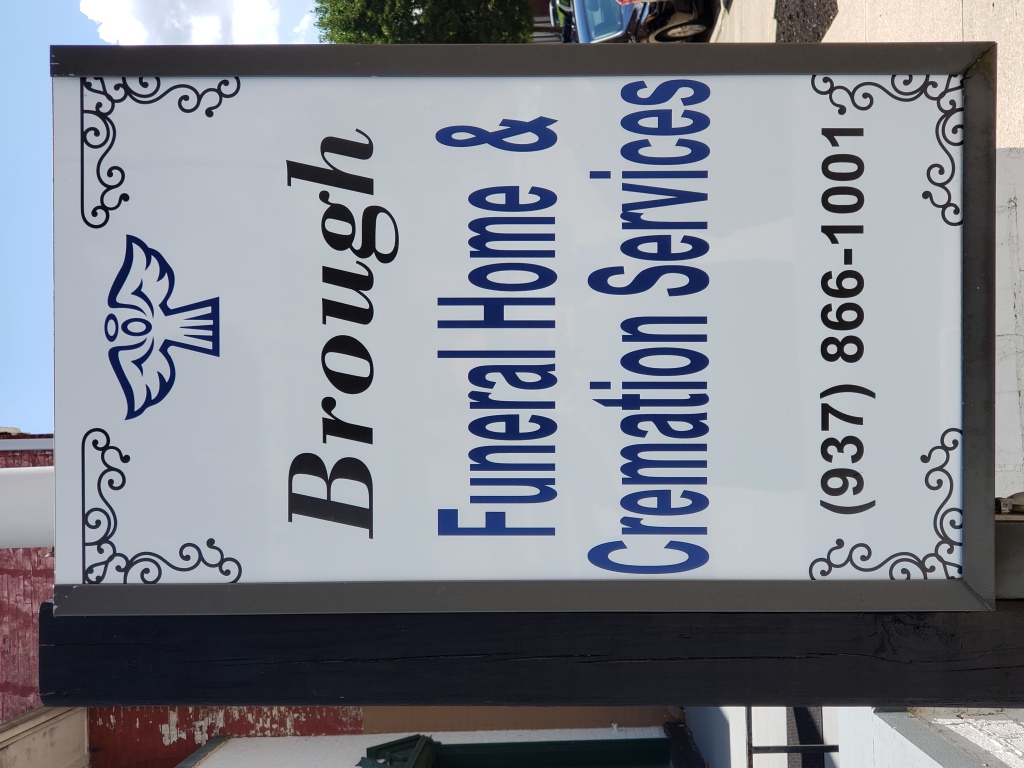 Brough
Funeral Home &
Cremation Services
(937) 866-1001